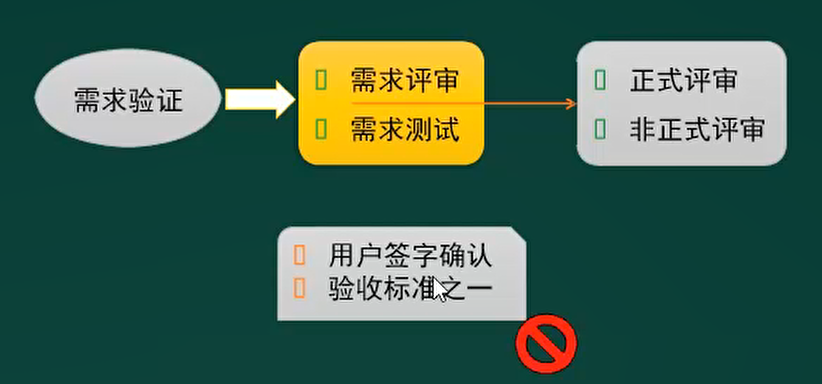 需求验证
需求评审
需求测试
正式评审
非正式评审
用户签字确认
验收标准之一